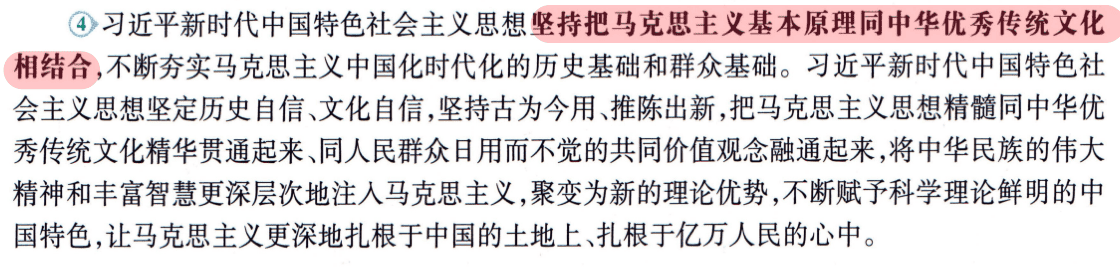 ④习近平新时代中国特色社会主义思想坚持把马克思主义基本原理同中华优秀传统文化
相结合,不断夯实马克思主义中国化时代化的历史基础和群众基础。习近平新时代中国特色社
会主义思想坚定历史自信、文化自信,坚持古为今用、推陈出新,把马克思主义思想精髓同中华优
秀传统文化精华贯通起来、同人民群众日用而不觉的共同价值观念融通起来,将中华民族的伟大
精神和丰富智慧更深层次地注入马克思主义,聚变为新的理论优势,不断赋予科学理论鲜明的中
国特色,让马克思主义更深地扎根于中国的土地上、扎根于亿万人民的心中。